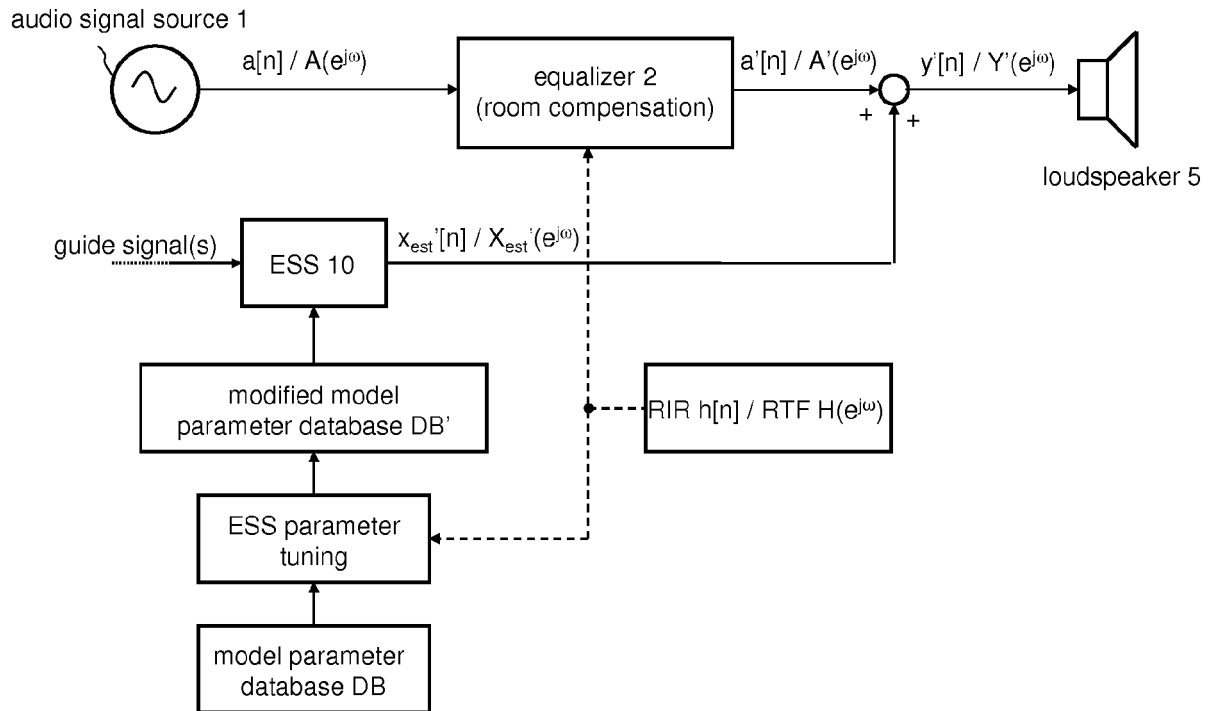 audio signal source 1
a[n] / A(e^jω)
equalizer 2
(room compensation)
a'[n] / A'(e^jω)
y'[n] / Y'(e^jω)
+
+
loudspeaker 5
guide signal(s)
ESS 10
x_est'[n] / X_est'(e^jω)
modified model
parameter database DB'
RIR h[n] / RTF H(e^jω)
ESS parameter
tuning
model parameter
database DB